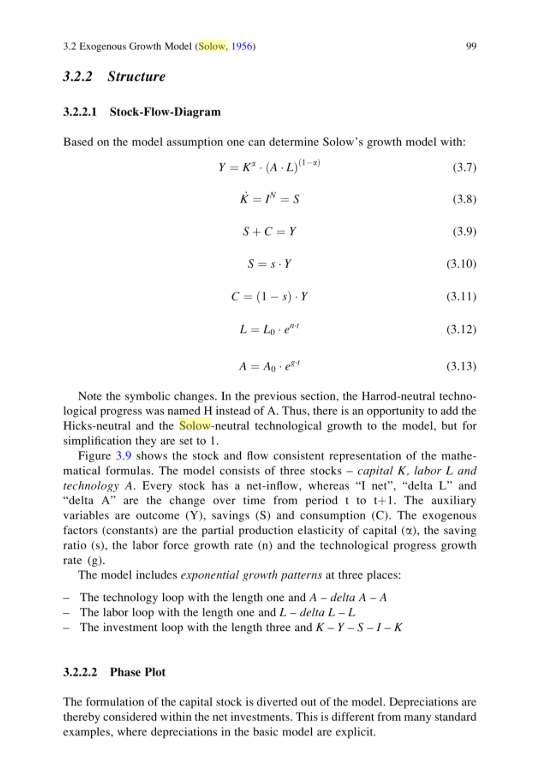 3.2 Exogenous Growth Model (Solow, 1956) 99
3.2.2 Structure
3.2.2.1 Stock-Flow-Diagram
Based on the model assumption one can determine Solow's growth model with:
Y = K^α · (A · L)^(1−α) (3.7)
K̇ = I^N = S (3.8)
S + C = Y (3.9)
S = s · Y (3.10)
C = (1 − s) · Y (3.11)
L = L₀ · e^n·t (3.12)
A = A₀ · e^g·t (3.13)
Note the symbolic changes. In the previous section, the Harrod-neutral techno-
logical progress was named H instead of A. Thus, there is an opportunity to add the
Hicks-neutral and the Solow-neutral technological growth to the model, but for
simplification they are set to 1.
Figure 3.9 shows the stock and flow consistent representation of the mathe-
matical formulas. The model consists of three stocks – capital K, labor L and
technology A. Every stock has a net-inflow, whereas “I net”, “delta L” and
“delta A” are the change over time from period t to t+1. The auxiliary
variables are outcome (Y), savings (S) and consumption (C). The exogenous
factors (constants) are the partial production elasticity of capital (α), the saving
ratio (s), the labor force growth rate (n) and the technological progress growth
rate (g).
The model includes exponential growth patterns at three places:
– The technology loop with the length one and A – delta A – A
– The labor loop with the length one and L – delta L – L
– The investment loop with the length three and K – Y – S – I – K
3.2.2.2 Phase Plot
The formulation of the capital stock is diverted out of the model. Depreciations are
thereby considered within the net investments. This is different from many standard
examples, where depreciations in the basic model are explicit.